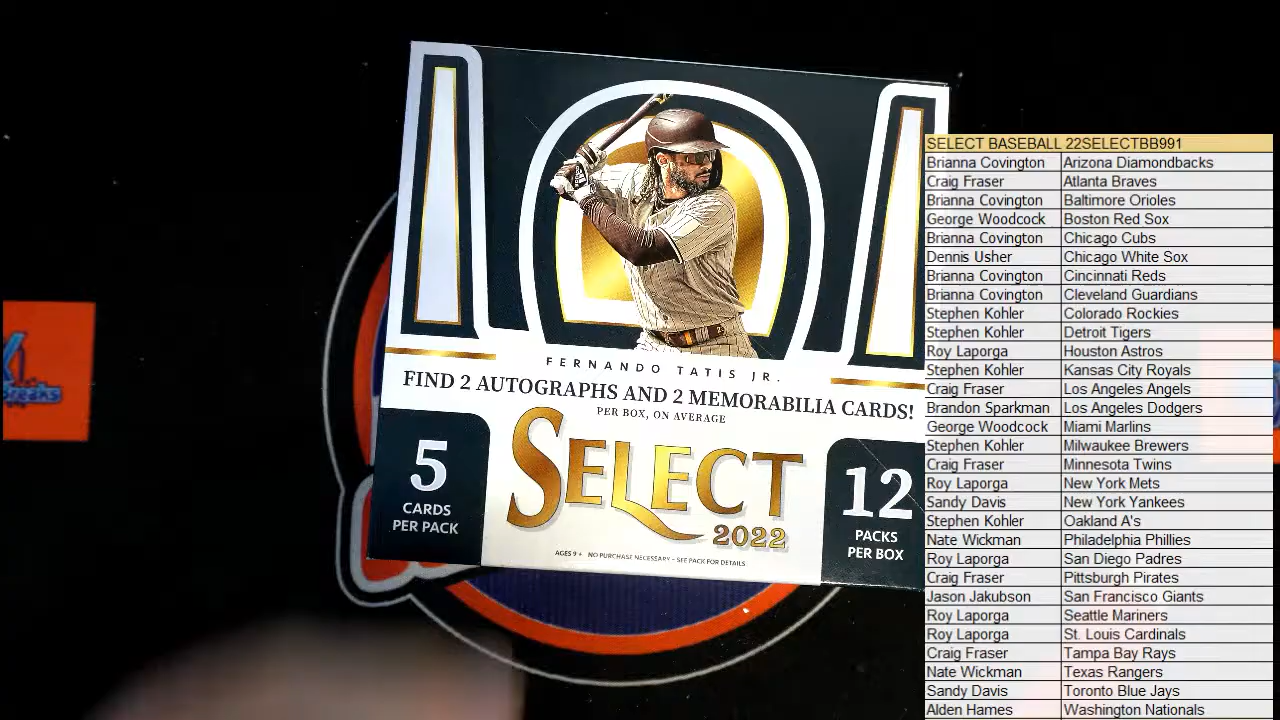 FERNANDO TATIS JR.
FIND 2 AUTOGRAPHS AND 2 MEMORABILIA CARDS!
PER BOX, ON AVERAGE
5
CARDS
PER PACK
SELECT
2022
12
PACKS
PER BOX
AGES 9+ NO PURCHASE NECESSARY - SEE PACK FOR DETAILS
reaks
SELECT BASEBALL 22SELECTBB991
Brianna Covington Arizona Diamondbacks
Craig Fraser Atlanta Braves
Brianna Covington Baltimore Orioles
George Woodcock Boston Red Sox
Brianna Covington Chicago Cubs
Dennis Usher Chicago White Sox
Brianna Covington Cincinnati Reds
Brianna Covington Cleveland Guardians
Stephen Kohler Colorado Rockies
Stephen Kohler Detroit Tigers
Roy Laporga Houston Astros
Stephen Kohler Kansas City Royals
Craig Fraser Los Angeles Angels
Brandon Sparkman Los Angeles Dodgers
George Woodcock Miami Marlins
Stephen Kohler Milwaukee Brewers
Craig Fraser Minnesota Twins
Roy Laporga New York Mets
Sandy Davis New York Yankees
Stephen Kohler Oakland A's
Nate Wickman Philadelphia Phillies
Roy Laporga San Diego Padres
Craig Fraser Pittsburgh Pirates
Jason Jakubson San Francisco Giants
Roy Laporga Seattle Mariners
Roy Laporga St. Louis Cardinals
Craig Fraser Tampa Bay Rays
Nate Wickman Texas Rangers
Sandy Davis Toronto Blue Jays
Alden Hames Washington Nationals